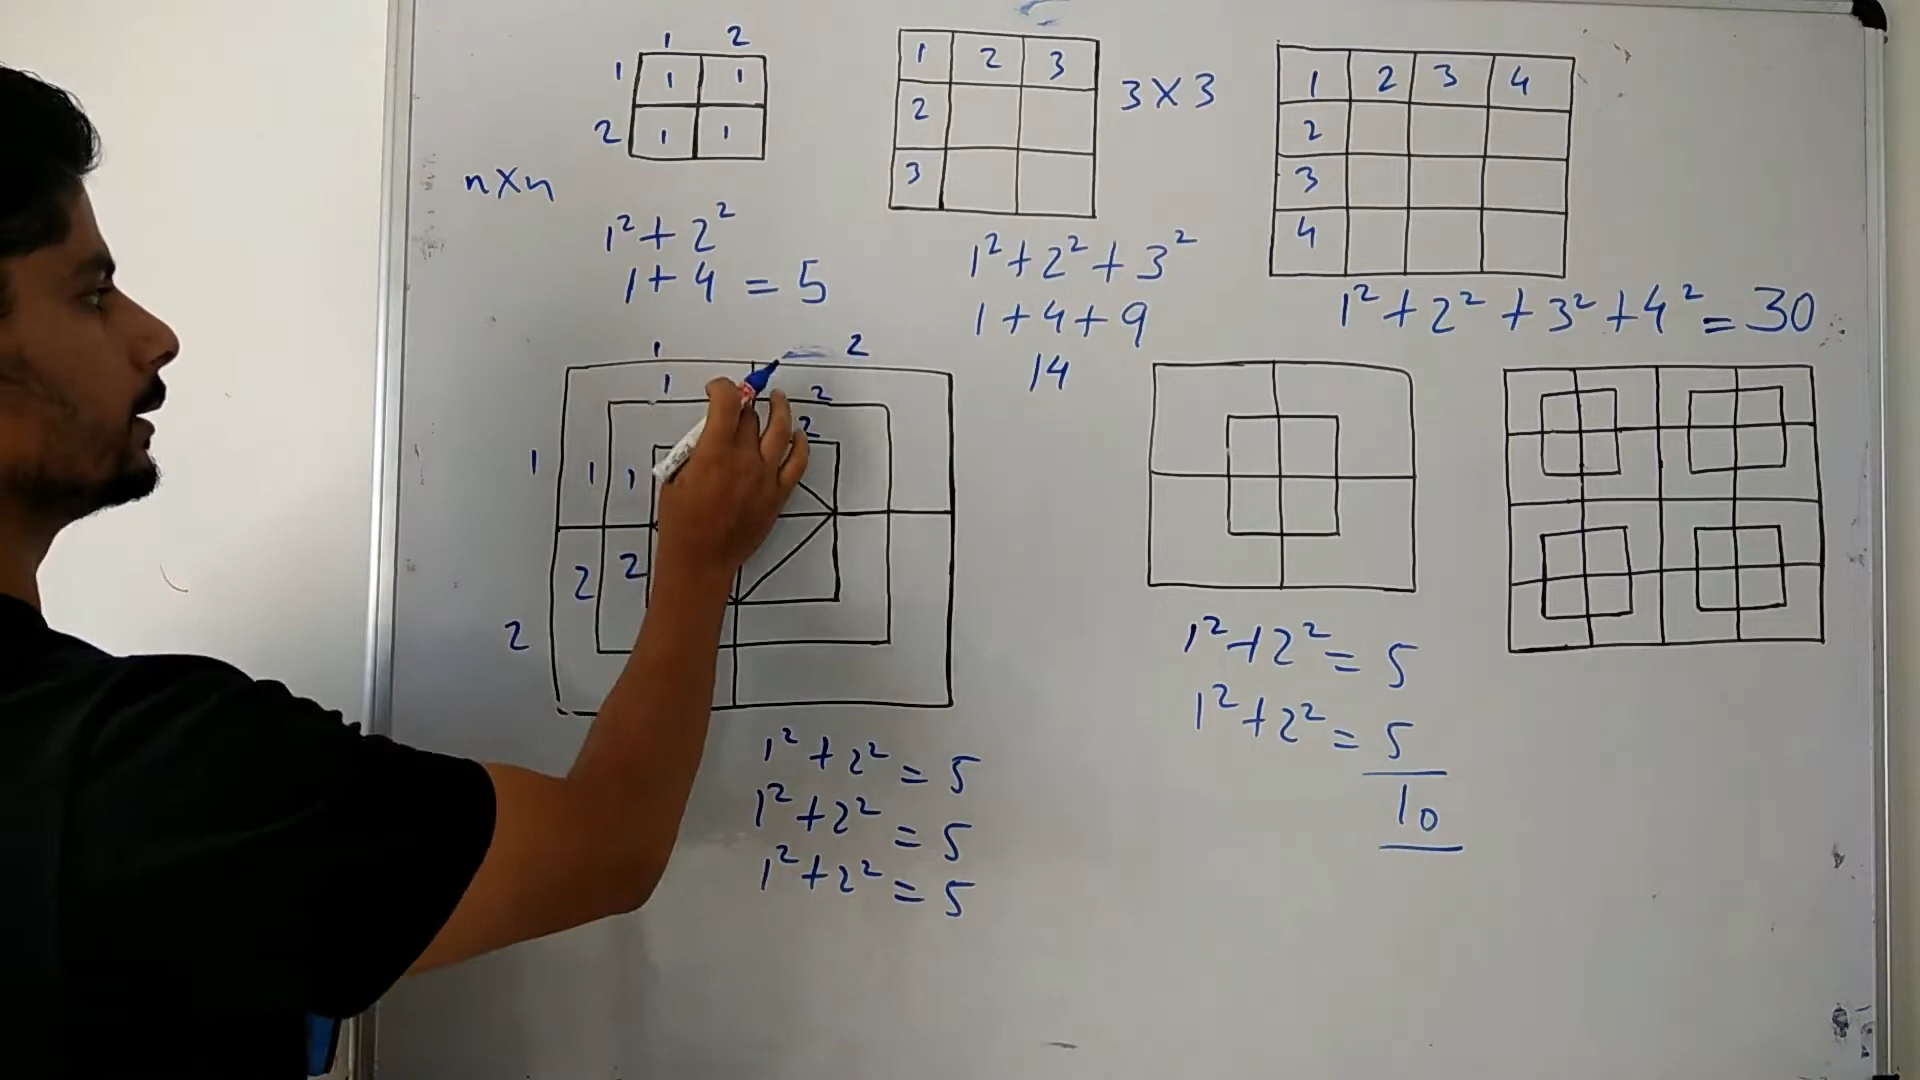 1 2
1 1 1
2 1 1
n×n
1² + 2²
1 + 4 = 5
1 2 3
2
3
3 × 3
1² + 2² + 3²
1 + 4 + 9
14
1 2 3 4
2
3
4
1² + 2² + 3² + 4² = 30
1 2
1 2
2
1 1 1
2 2
2
1² + 2² = 5
1² + 2² = 5
1² + 2² = 5
1² + 2² = 5
1² + 2² = 5
10